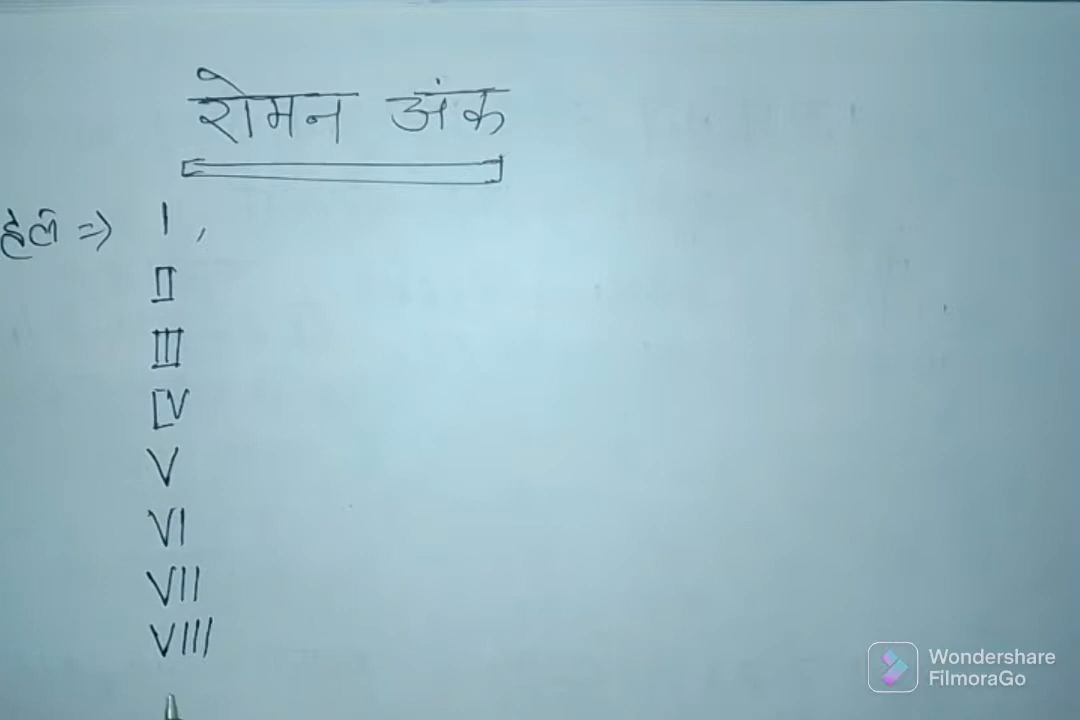 रोमन अंक
=> I ,
II
III
IV
V
VI
VII
VIII
Wondershare
FilmoraGo